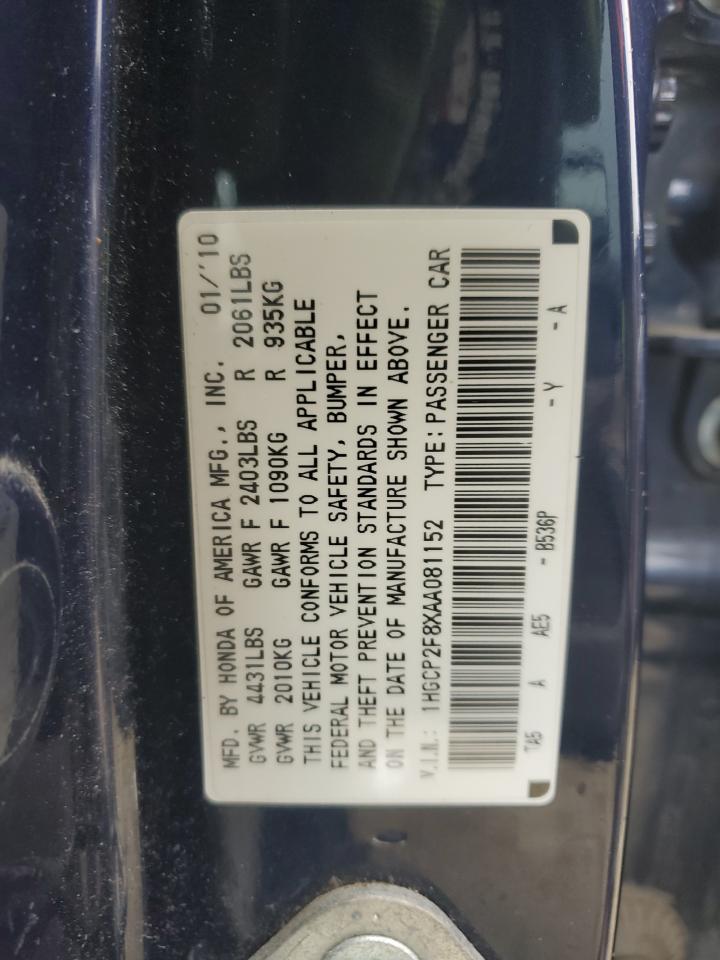 MFD. BY HONDA OF AMERICA MFG., INC. 01/'10
GVWR 4431LBS GAWR F 2403LBS R 2061LBS
GVWR 2010KG GAWR F 1090KG R 935KG
THIS VEHICLE CONFORMS TO ALL APPLICABLE
FEDERAL MOTOR VEHICLE SAFETY, BUMPER,
AND THEFT PREVENTION STANDARDS IN EFFECT
ON THE DATE OF MANUFACTURE SHOWN ABOVE.
V.I.N.: 1HGCP2F8XAA081152 TYPE: PASSENGER CAR
TA5 A AE5 - B536P - Y - A